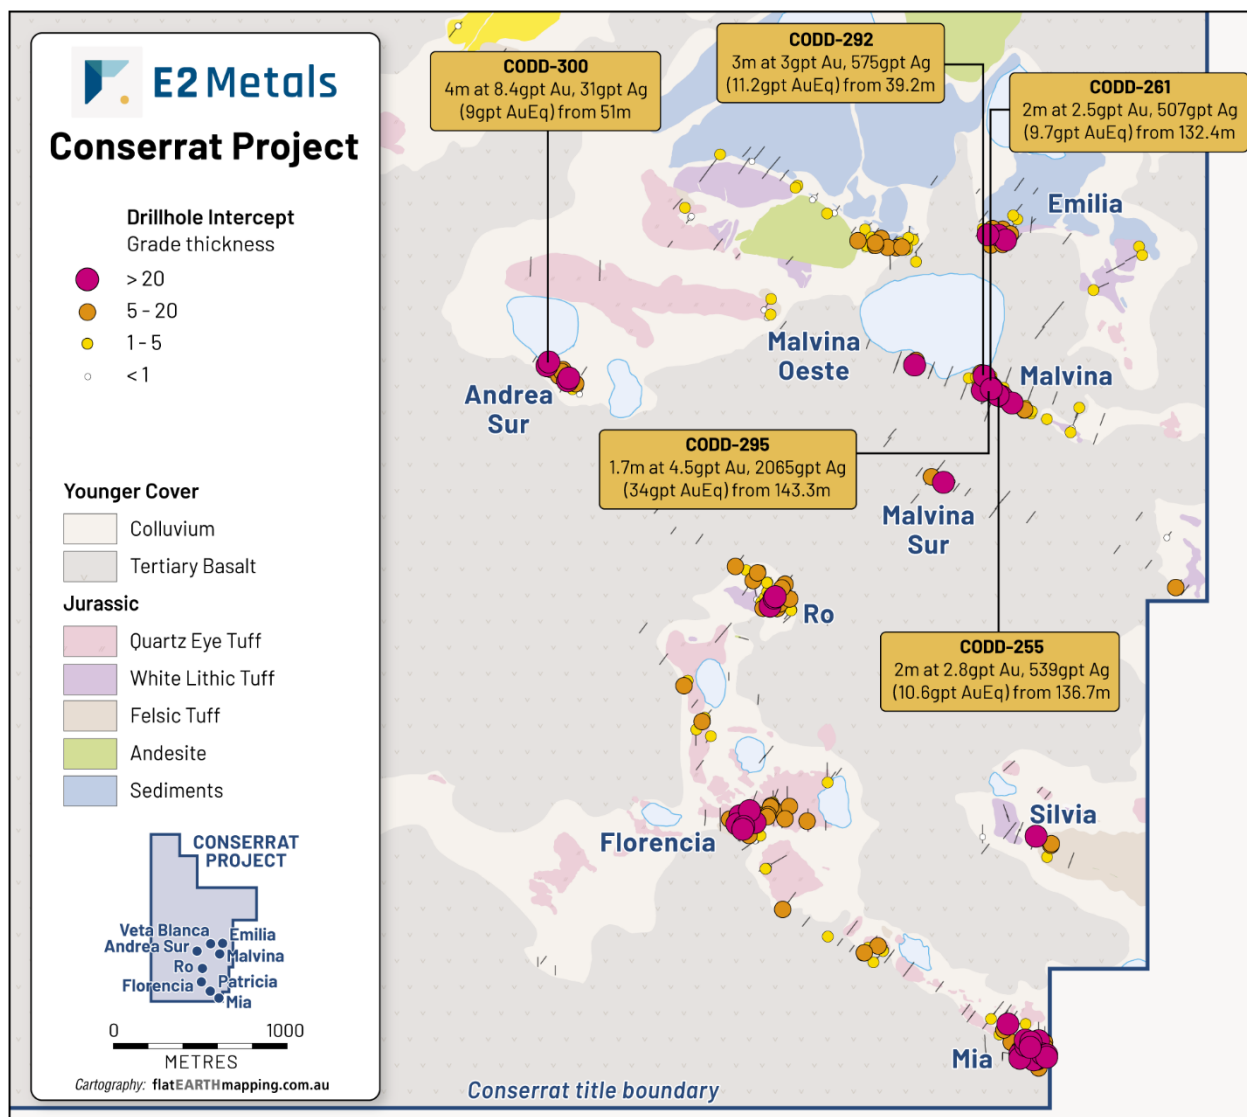 E2 Metals
Conserrat Project
Drillhole Intercept
Grade thickness
> 20
5 - 20
1 - 5
< 1
Younger Cover
Colluvium
Tertiary Basalt
Jurassic
Quartz Eye Tuff
White Lithic Tuff
Felsic Tuff
Andesite
Sediments
CONSERRAT
PROJECT
Veta Blanca
Emilia
Andrea Sur
Malvina
Ro
Florencia
Patricia
Mia
0 1000
METRES
Cartography: flatEARTHmapping.com.au
CODD-300
4m at 8.4gpt Au, 31gpt Ag
(9gpt AuEq) from 51m
CODD-292
3m at 3gpt Au, 575gpt Ag
(11.2gpt AuEq) from 39.2m
CODD-261
2m at 2.5gpt Au, 507gpt Ag
(9.7gpt AuEq) from 132.4m
Emilia
Malvina
Oeste
Malvina
Andrea
Sur
CODD-295
1.7m at 4.5gpt Au, 2065gpt Ag
(34gpt AuEq) from 143.3m
Malvina
Sur
Ro
CODD-255
2m at 2.8gpt Au, 539gpt Ag
(10.6gpt AuEq) from 136.7m
Silvia
Florencia
Mia
Conserrat title boundary